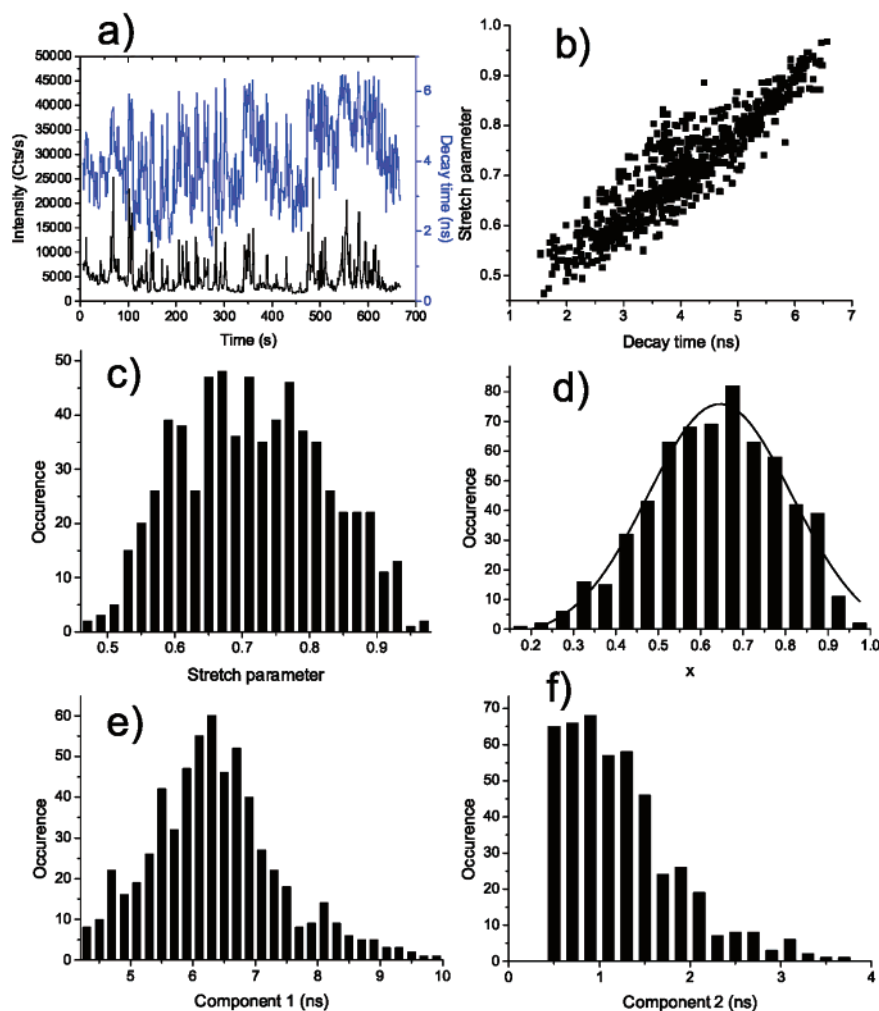 a)
50000
45000
40000
35000
30000
25000
20000
15000
10000
5000
0
Intensity (Cts/s)
0 100 200 300 400 500 600 700
Time (s)
6
4
2
0
Decay time (ns)
b)
1.0
0.9
0.8
0.7
0.6
0.5
Stretch parameter
1 2 3 4 5 6 7
Decay time (ns)
c)
50
40
30
20
10
0
Occurence
0.5 0.6 0.7 0.8 0.9
Stretch parameter
d)
80
70
60
50
40
30
20
10
0
Occurence
0.2 0.3 0.4 0.5 0.6 0.7 0.8 0.9 1.0
x
e)
60
50
40
30
20
10
0
Occurence
5 6 7 8 9 10
Component 1 (ns)
f)
70
60
50
40
30
20
10
0
Occurence
0 1 2 3 4
Component 2 (ns)